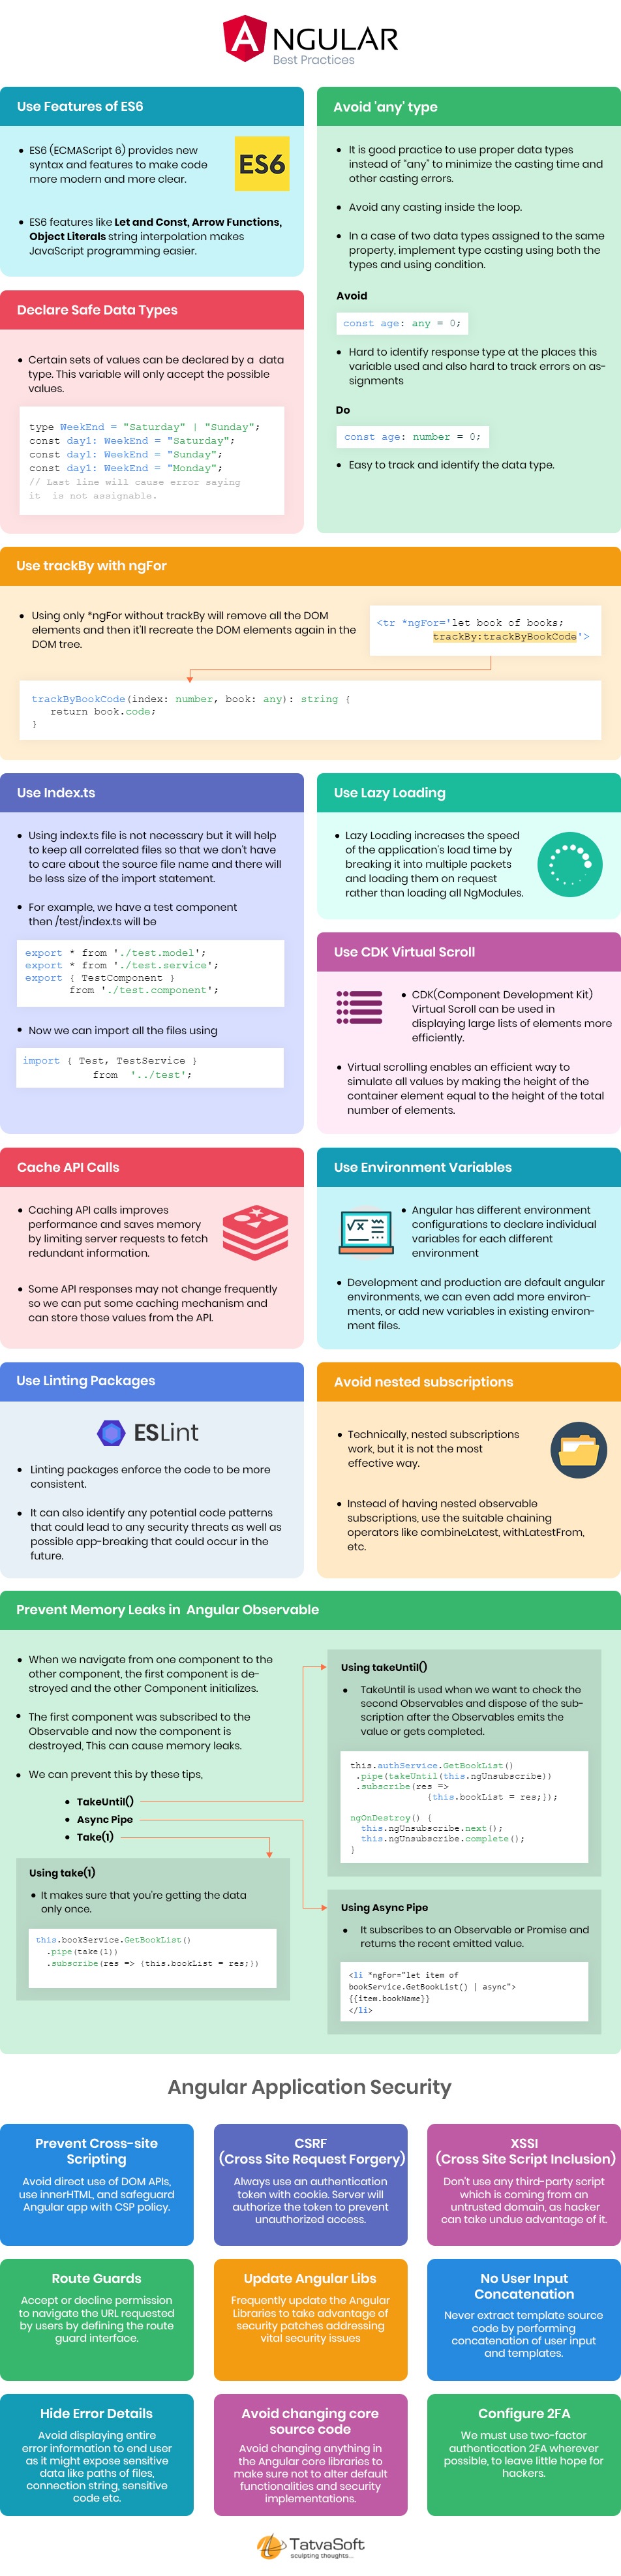 ANGULAR
Best Practices
Use Features of ES6
• ES6 (ECMAScript 6) provides new
syntax and features to make code
more modern and more clear.
ES6
• ES6 features like Let and Const, Arrow Functions,
Object Literals string interpolation makes
JavaScript programming easier.
Declare Safe Data Types
• Certain sets of values can be declared by a data
type. This variable will only accept the possible
values.
type WeekEnd = "Saturday" | "Sunday";
const day1: WeekEnd = "Saturday";
const day1: WeekEnd = "Sunday";
const day1: WeekEnd = "Monday";
// Last line will cause error saying
it is not assignable.
Avoid 'any' type
• It is good practice to use proper data types
instead of "any" to minimize the casting time and
other casting errors.
• Avoid any casting inside the loop.
• In a case of two data types assigned to the same
property, implement type casting using both the
types and using condition.
Avoid
const age: any = 0;
• Hard to identify response type at the places this
variable used and also hard to track errors on as-
signments
Do
const age: number = 0;
• Easy to track and identify the data type.
Use trackBy with ngFor
• Using only *ngFor without trackBy will remove all the DOM
elements and then it'll recreate the DOM elements again in the
DOM tree.
<tr *ngFor='let book of books;
trackBy:trackByBookCode'>
trackByBookCode(index: number, book: any): string {
return book.code;
}
Use Index.ts
• Using index.ts file is not necessary but it will help
to keep all correlated files so that we don't have
to care about the source file name and there will
be less size of the import statement.
• For example, we have a test component
then /test/index.ts will be
export * from './test.model';
export * from './test.service';
export { TestComponent }
from './test.component';
• Now we can import all the files using
import { Test, TestService }
from '../test';
Use Lazy Loading
• Lazy Loading increases the speed
of the application's load time by
breaking it into multiple packets
and loading them on request
rather than loading all NgModules.
Use CDK Virtual Scroll
• CDK(Component Development Kit)
Virtual Scroll can be used in
displaying large lists of elements more
efficiently.
• Virtual scrolling enables an efficient way to
simulate all values by making the height of the
container element equal to the height of the total
number of elements.
Cache API Calls
• Caching API calls improves
performance and saves memory
by limiting server requests to fetch
redundant information.
• Some API responses may not change frequently
so we can put some caching mechanism and
can store those values from the API.
Use Environment Variables
• Angular has different environment
configurations to declare individual
variables for each different
environment
• Development and production are default angular
environments, we can even add more environ-
ments, or add new variables in existing environ-
ment files.
Use Linting Packages
ESLint
• Linting packages enforce the code to be more
consistent.
• It can also identify any potential code patterns
that could lead to any security threats as well as
possible app-breaking that could occur in the
future.
Avoid nested subscriptions
• Technically, nested subscriptions
work, but it is not the most
effective way.
• Instead of having nested observable
subscriptions, use the suitable chaining
operators like combineLatest, withLatestFrom,
etc.
Prevent Memory Leaks in Angular Observable
• When we navigate from one component to the
other component, the first component is de-
stroyed and the other Component initializes.
• The first component was subscribed to the
Observable and now the component is
destroyed, This can cause memory leaks.
• We can prevent this by these tips,
• TakeUntil()
• Async Pipe
• Take(1)
Using take(1)
• It makes sure that you're getting the data
only once.
this.bookService.GetBookList()
.pipe(take(1))
.subscribe(res => {this.bookList = res;})
Using takeUntil()
• TakeUntil is used when we want to check the
second Observables and dispose of the sub-
scription after the Observables emits the
value or gets completed.
this.authService.GetBookList()
.pipe(takeUntil(this.ngUnsubscribe))
.subscribe(res =>
{this.bookList = res;});
ngOnDestroy() {
this.ngUnsubscribe.next();
this.ngUnsubscribe.complete();
}
Using Async Pipe
• It subscribes to an Observable or Promise and
returns the recent emitted value.
<li *ngFor="let item of
bookService.GetBookList() | async">
{{item.bookName}}
</li>
Angular Application Security
Prevent Cross-site
Scripting
Avoid direct use of DOM APIs,
use innerHTML, and safeguard
Angular app with CSP policy.
CSRF
(Cross Site Request Forgery)
Always use an authentication
token with cookie. Server will
authorize the token to prevent
unauthorized access.
XSSI
(Cross Site Script Inclusion)
Don't use any third-party script
which is coming from an
untrusted domain, as hacker
can take undue advantage of it.
Route Guards
Accept or decline permission
to navigate the URL requested
by users by defining the route
guard interface.
Update Angular Libs
Frequently update the Angular
Libraries to take advantage of
security patches addressing
vital security issues
No User Input
Concatenation
Never extract template source
code by performing
concatenation of user input
and templates.
Hide Error Details
Avoid displaying entire
error information to end user
as it might expose sensitive
data like paths of files,
connection string, sensitive
code etc.
Avoid changing core
source code
Avoid changing anything in
the Angular core libraries to
make sure not to alter default
functionalities and security
implementations.
Configure 2FA
We must use two-factor
authentication 2FA wherever
possible, to leave little hope for
hackers.
TatvaSoft
sculpting thoughts...